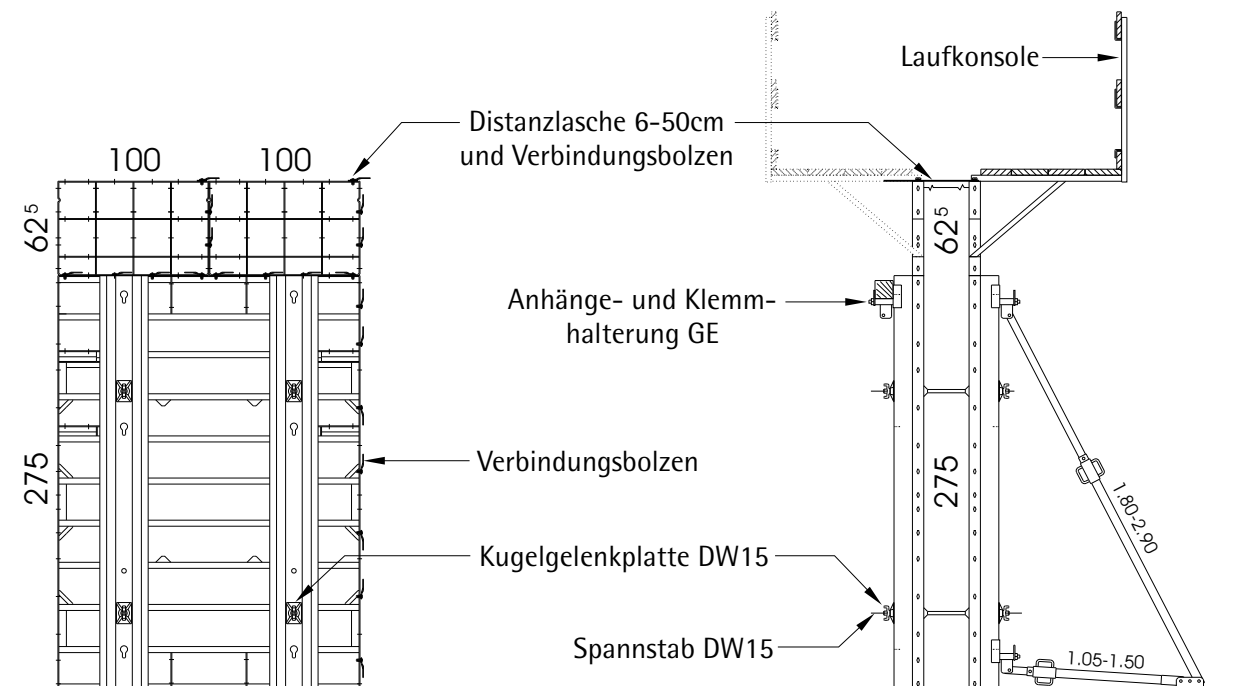 Laufkonsole
Distanzlasche 6-50cm
und Verbindungsbolzen
100
100
62⁵
62⁵
Anhänge- und Klemm-
halterung GE
275
Verbindungsbolzen
275
1.80-2.90
Kugelgelenkplatte DW15
Spannstab DW15
1.05-1.50